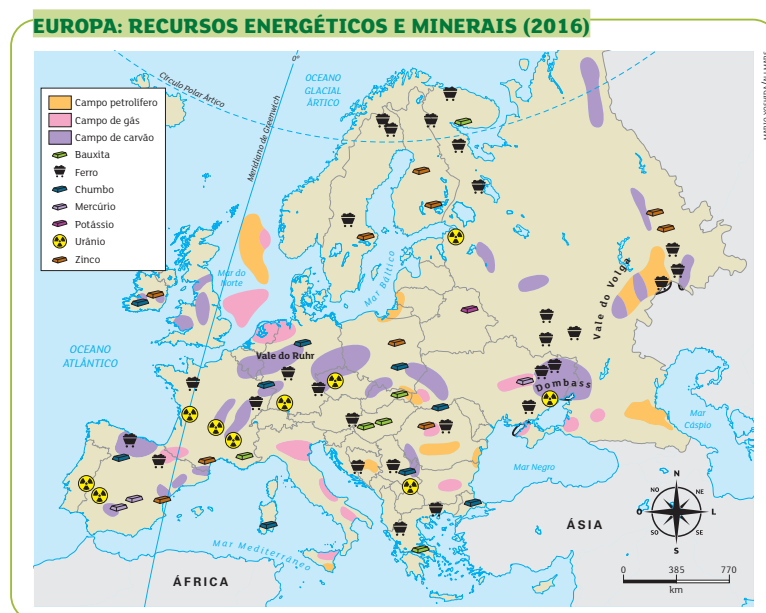 EUROPA: RECURSOS ENERGÉTICOS E MINERAIS (2016)
0°
OCEANO
GLACIAL
ÁRTICO
Círculo Polar Ártico
Meridiano de Greenwich
Campo petrolífero
Campo de gás
Campo de carvão
Bauxita
Ferro
Chumbo
Mercúrio
Potássio
Urânio
Zinco
Mar do
Norte
Mar Báltico
Vale do Volga
OCEANO
ATLÂNTICO
Vale do Ruhr
Dombass
Mar
Cáspio
Mar Negro
Mar Mediterrâneo
ÁFRICA
ÁSIA
N
NO
NE
O
L
SO
SE
S
0
385
770
km